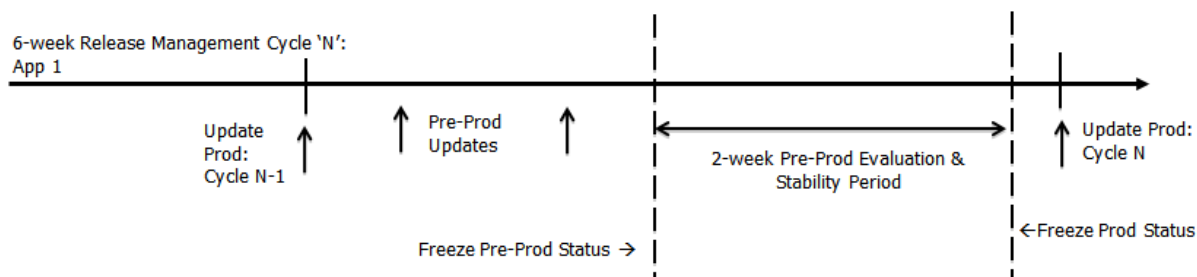 6-week Release Management Cycle ‘N’:
App 1
Update
Prod:
Cycle N-1
Pre-Prod
Updates
2-week Pre-Prod Evaluation &
Stability Period
Update Prod:
Cycle N
Freeze Pre-Prod Status →
←Freeze Prod Status